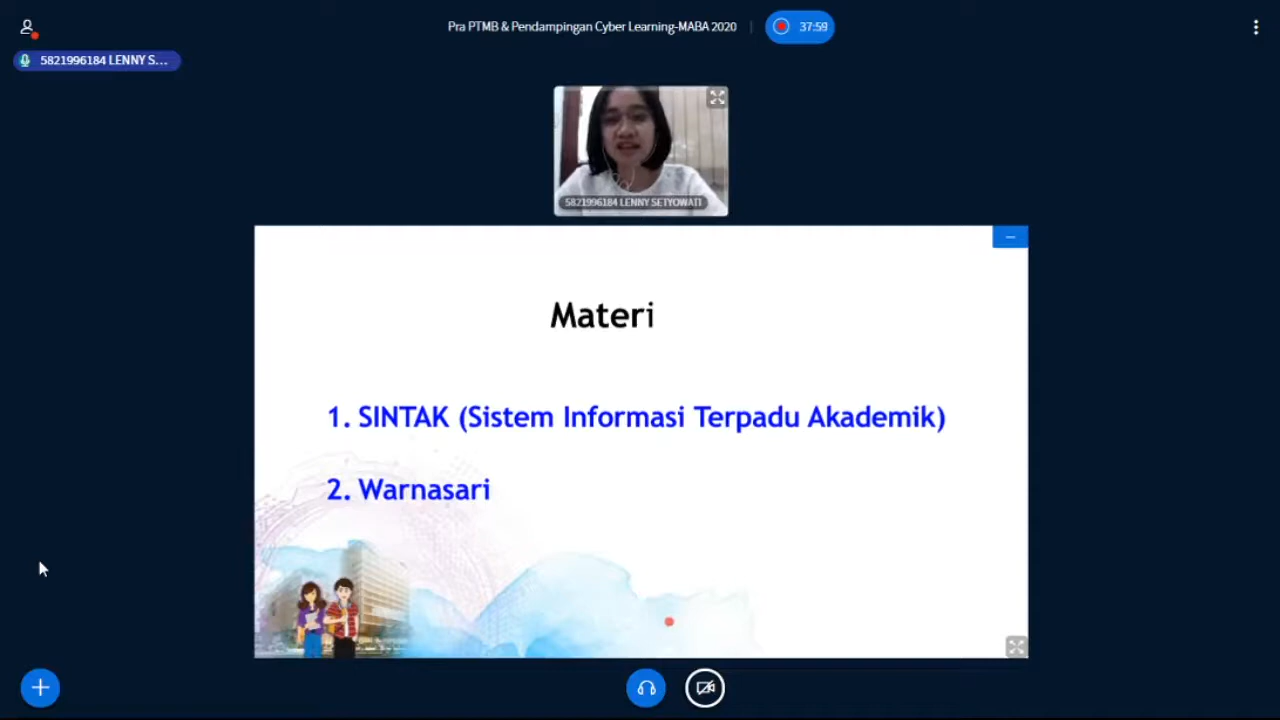 Pra PTMB & Pendampingan Cyber Learning-MABA 2020
37:59
5821996184 LENNY S...
5821996184 LENNY SETYOWATI
Materi
1. SINTAK (Sistem Informasi Terpadu Akademik)
2. Warnasari